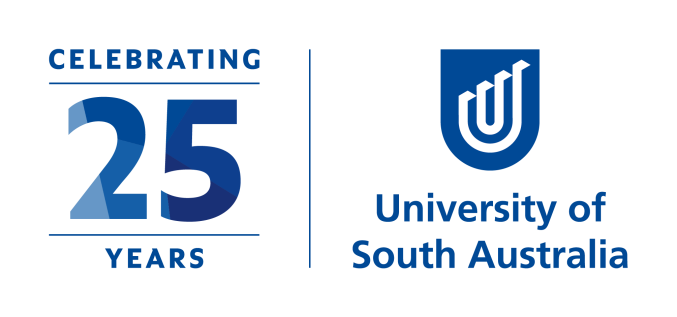 CELEBRATING
25
YEARS
University of
South Australia